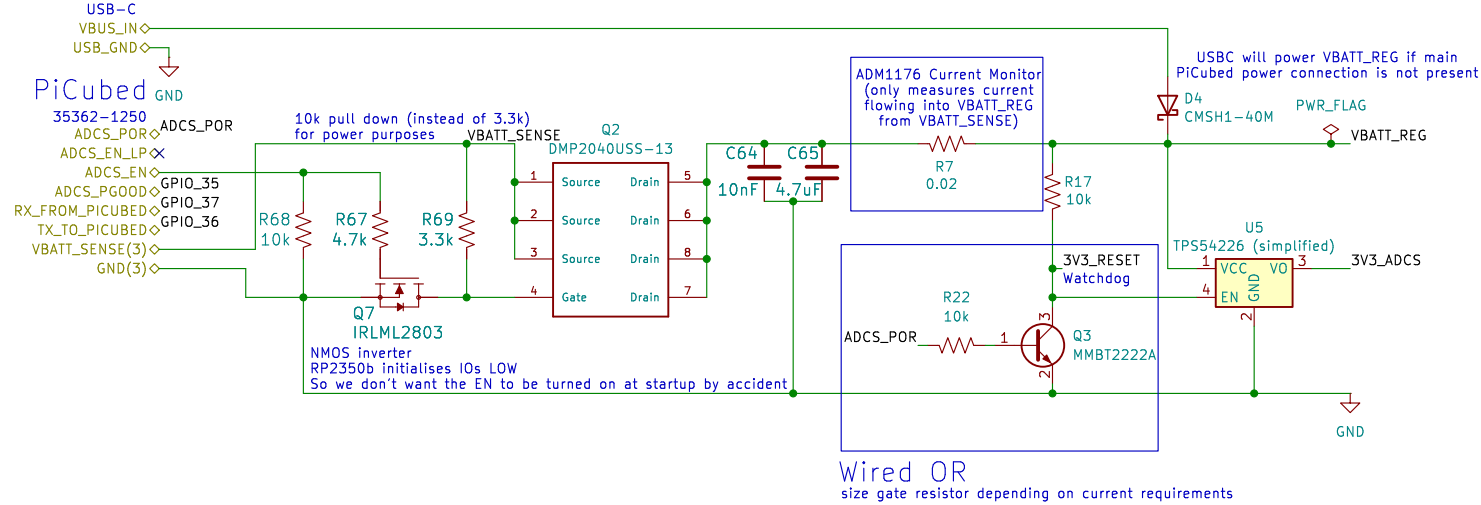 USB-C
VBUS_IN
USB_GND
GND
PiCubed
35362-1250
ADCS_POR
ADCS_POR
ADCS_EN_LP
ADCS_EN
ADCS_PGOOD
GPIO_35
RX_FROM_PICUBED
GPIO_37
TX_TO_PICUBED
GPIO_36
VBATT_SENSE(3)
GND(3)
10k pull down (instead of 3.3k)
for power purposes
VBATT_SENSE
R68
10k
R67
4.7k
R69
3.3k
Q7
IRLML2803
NMOS inverter
RP2350b initialises IOs LOW
So we don't want the EN to be turned on at startup by accident
Q2
DMP2040USS-13
1 Source Drain 5
2 Source Drain 6
3 Source Drain 8
4 Gate Drain 7
C64
10nF
C65
4.7uF
ADM1176 Current Monitor
(only measures current
flowing into VBATT_REG
from VBATT_SENSE)
R7
0.02
R17
10k
USBC will power VBATT_REG if main
PiCubed power connection is not present
D4
CMSH1-40M
PWR_FLAG
VBATT_REG
3V3_RESET
Watchdog
R22
10k
ADCS_POR
1
3
2
Q3
MMBT2222A
U5
TPS54226 (simplified)
1 VCC VO 3
4 EN GND
2
3V3_ADCS
GND
Wired OR
size gate resistor depending on current requirements